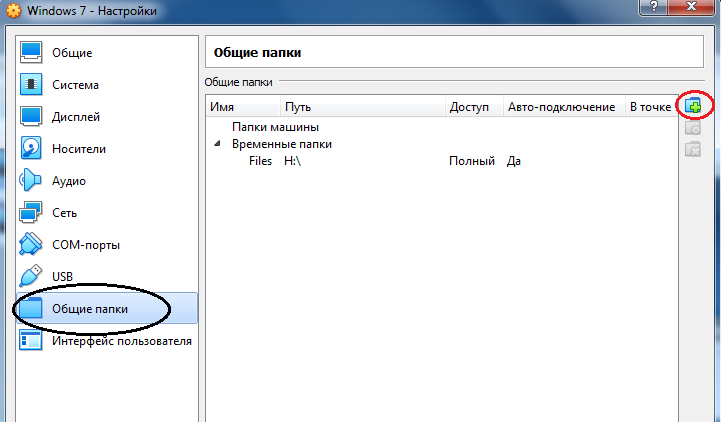 Windows 7 - Настройки
?
Общие
Система
Дисплей
Носители
Аудио
Сеть
COM-порты
USB
Общие папки
Интерфейс пользователя
Общие папки
Общие папки
Имя Путь Доступ Авто-подключение В точке
Папки машины
Временные папки
Files H:\ Полный Да